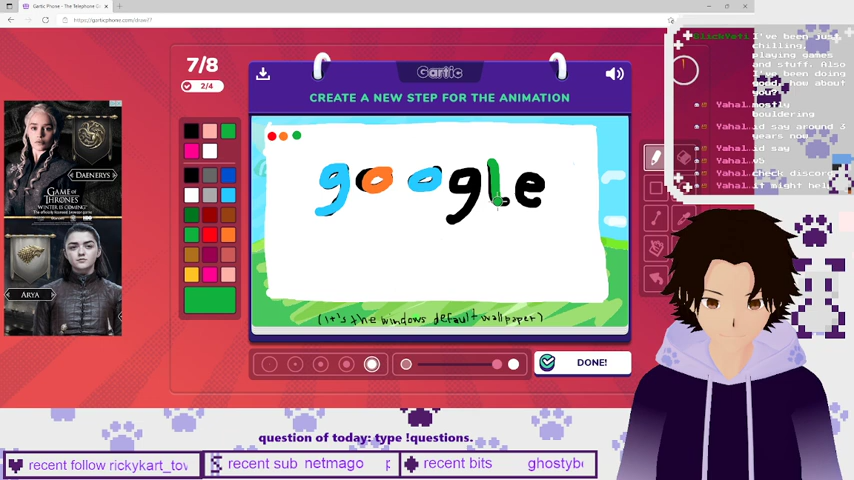 Gartic Phone - The Telephone G
https://garticphone.com/draw/?
7/8
2/4
Gartic
CREATE A NEW STEP FOR THE ANIMATION
google
(it's the windows default wallpaper)
DONE!
DAENERYS
GAME OF THRONES
WINTER IS COMING
ARYA
I've been just
chilling,
playing games
and stuff. Also
I've been doing
good, how about
you?
Yahal… mostly
bouldering
Yahal… id say around 3
years now
Yahal… id say
Yahal… v5
Yahal… check discord
Yahal… it might help
question of today: type !questions.
recent follow rickykart_tov
recent sub netmago
recent bits ghostyb